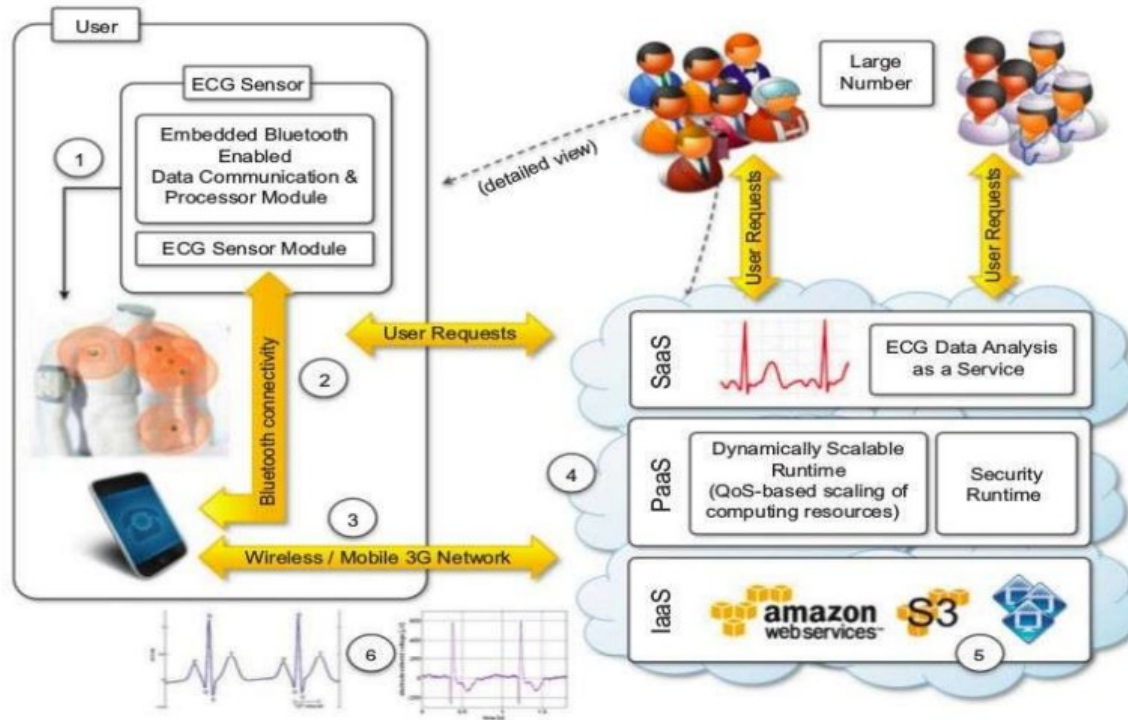 User
ECG Sensor
Embedded Bluetooth
Enabled
Data Communication &
Processor Module
ECG Sensor Module
1
Bluetooth connectivity
2
User Requests
3
Wireless / Mobile 3G Network
(detailed view)
Large
Number
User Requests
User Requests
SaaS
ECG Data Analysis
as a Service
4
PaaS
Dynamically Scalable
Runtime
(QoS-based scaling of
computing resources)
Security
Runtime
IaaS
amazon
webservices™
S3
5
6